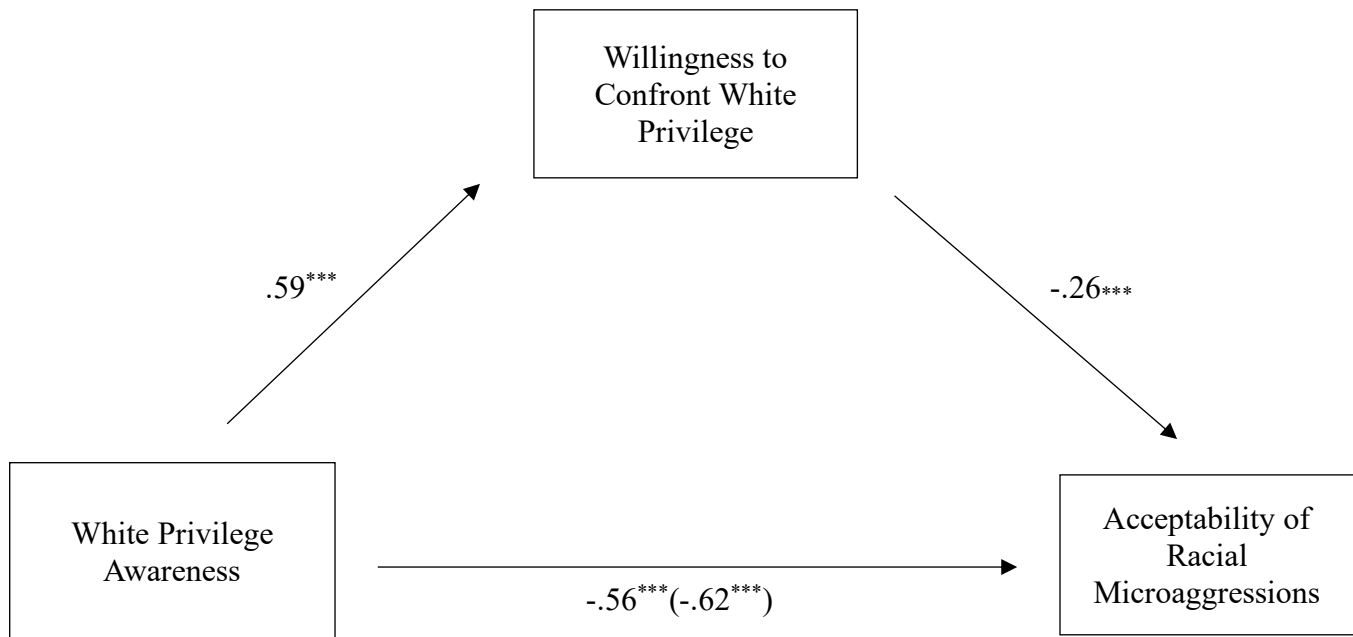 Willingness to
Confront White
Privilege
.59***
-.26***
White Privilege
Awareness
-.56***(-.62***)
Acceptability of
Racial
Microaggressions